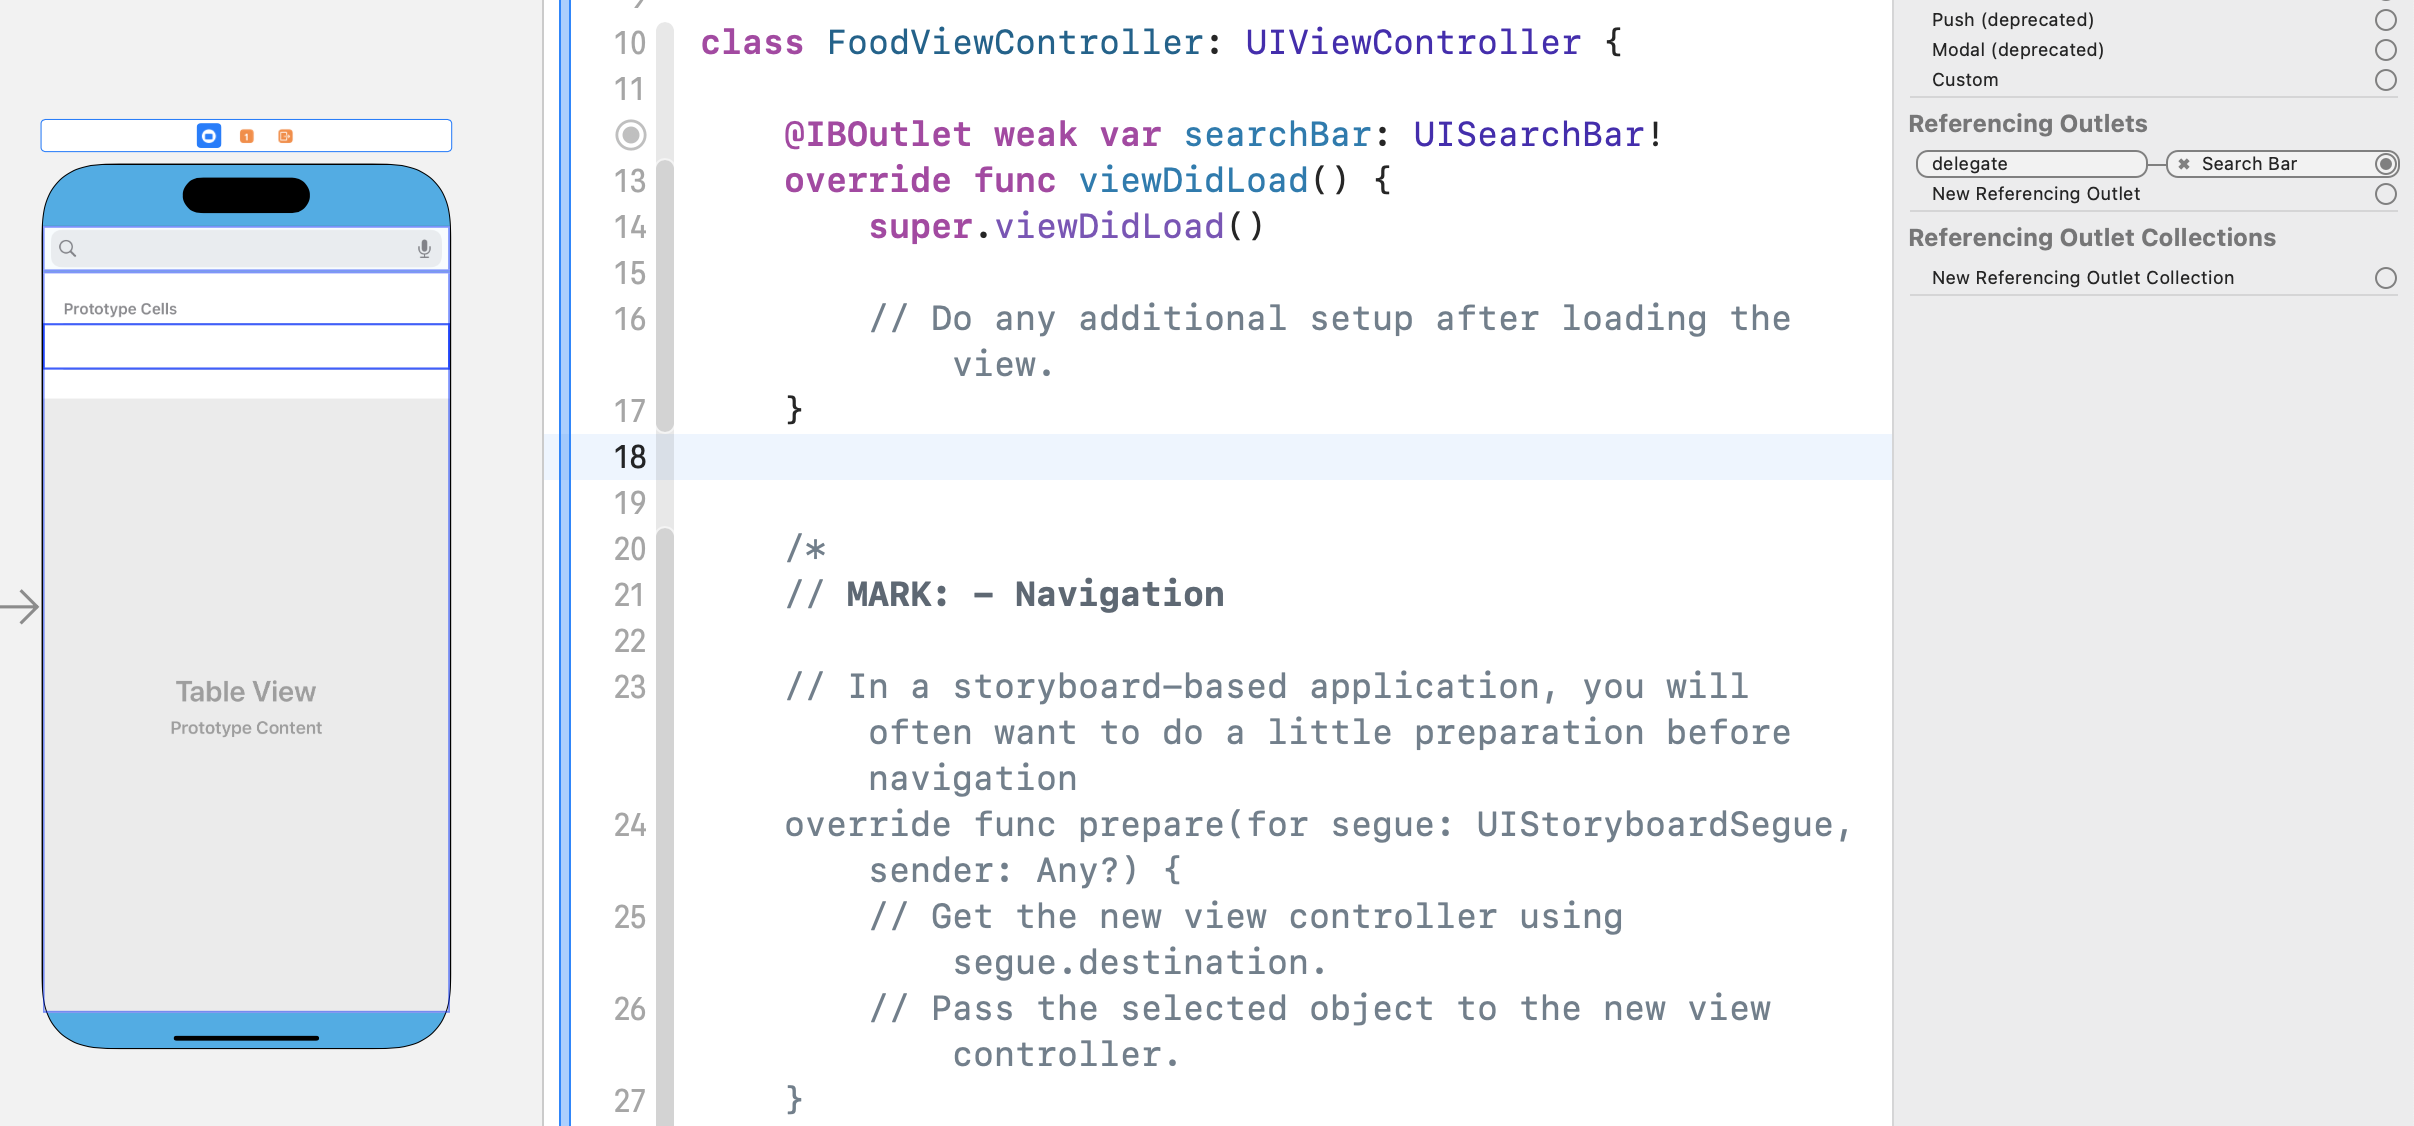 Prototype Cells
Table View
Prototype Content
10 class FoodViewController: UIViewController {
11
@IBOutlet weak var searchBar: UISearchBar!
13 override func viewDidLoad() {
14 super.viewDidLoad()
15
16 // Do any additional setup after loading the
view.
17 }
18
19
20 /*
21 // MARK: - Navigation
22
23 // In a storyboard-based application, you will
often want to do a little preparation before
navigation
24 override func prepare(for segue: UIStoryboardSegue,
sender: Any?) {
25 // Get the new view controller using
segue.destination.
26 // Pass the selected object to the new view
controller.
27 }
Push (deprecated)
Modal (deprecated)
Custom
Referencing Outlets
delegate
Search Bar
New Referencing Outlet
Referencing Outlet Collections
New Referencing Outlet Collection